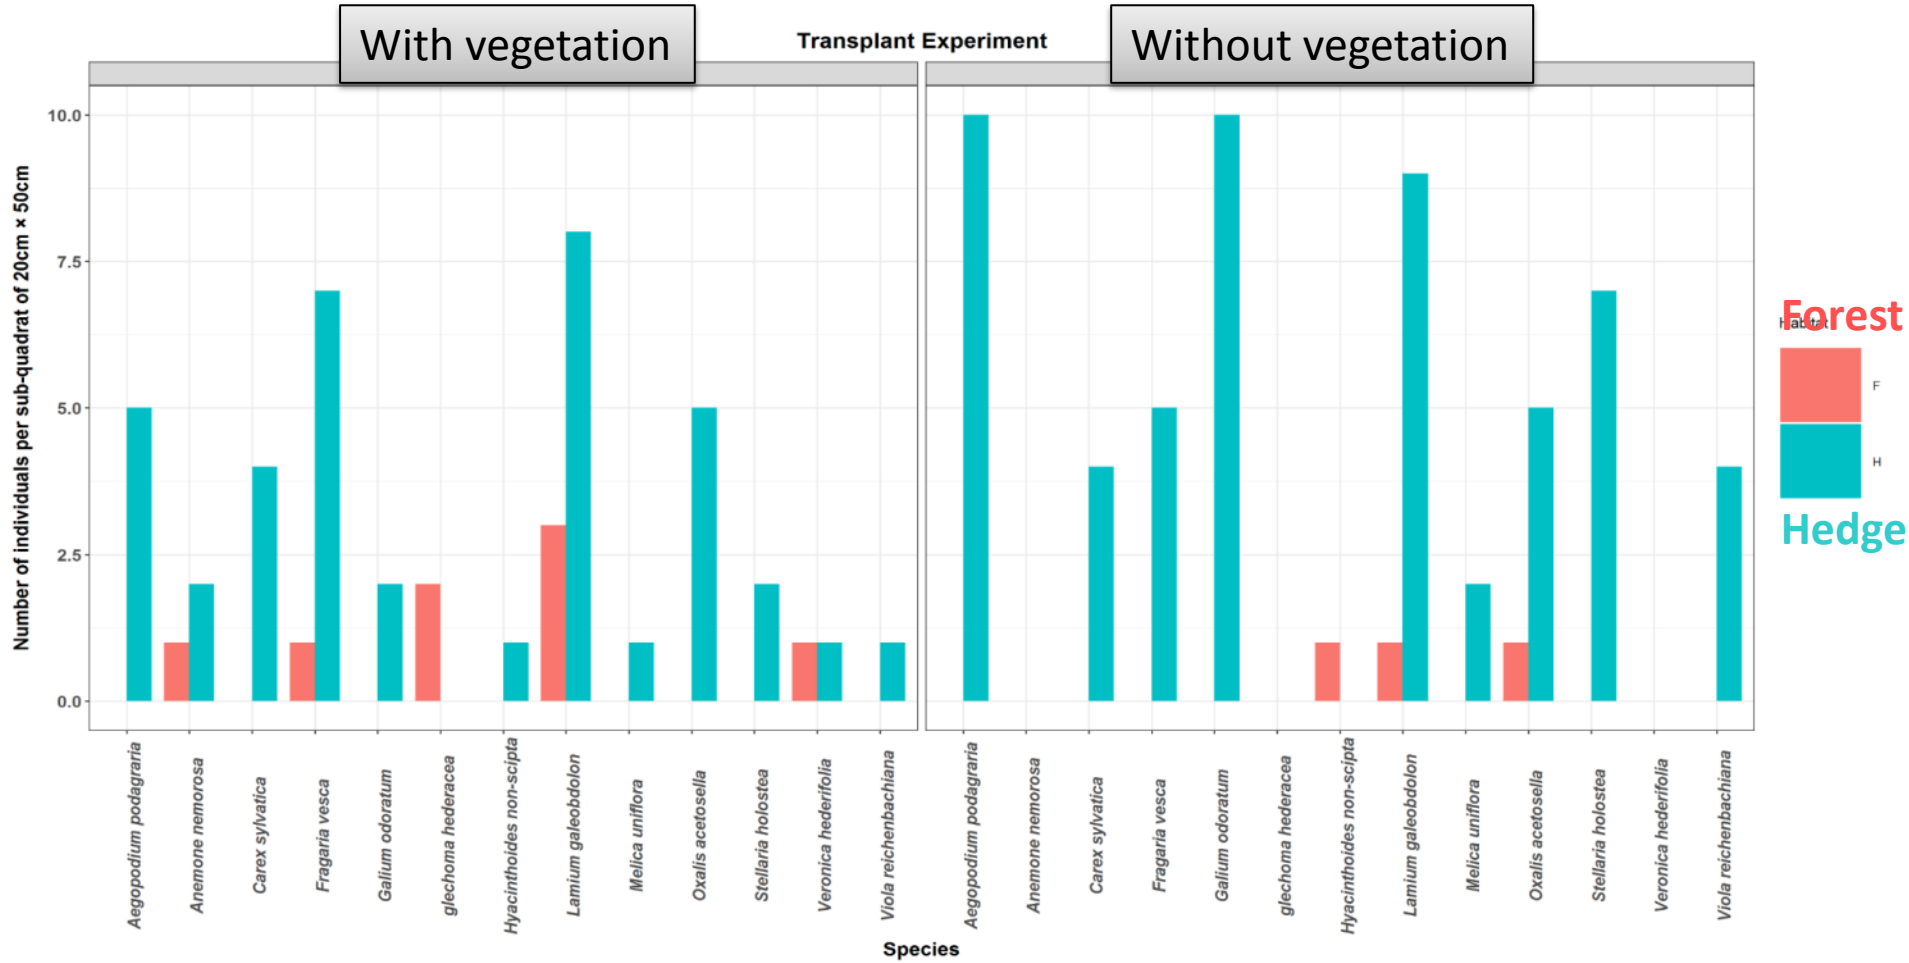 With vegetation
Transplant Experiment
Without vegetation
Number of individuals per sub-quadrat of 20cm × 50cm
10.0
7.5
5.0
2.5
0.0
Aegopodium podagraria
Anemone nemorosa
Carex sylvatica
Fragaria vesca
Galium odoratum
glechoma hederacea
Hyacinthoides non-scipta
Lamium galeobdolon
Melica uniflora
Oxalis acetosella
Stellaria holostea
Veronica hederifolia
Viola reichenbachiana
Aegopodium podagraria
Anemone nemorosa
Carex sylvatica
Fragaria vesca
Galium odoratum
glechoma hederacea
Hyacinthoides non-scipta
Lamium galeobdolon
Melica uniflora
Oxalis acetosella
Stellaria holostea
Veronica hederifolia
Viola reichenbachiana
Species
Forest
Habitat
F
H
Hedge